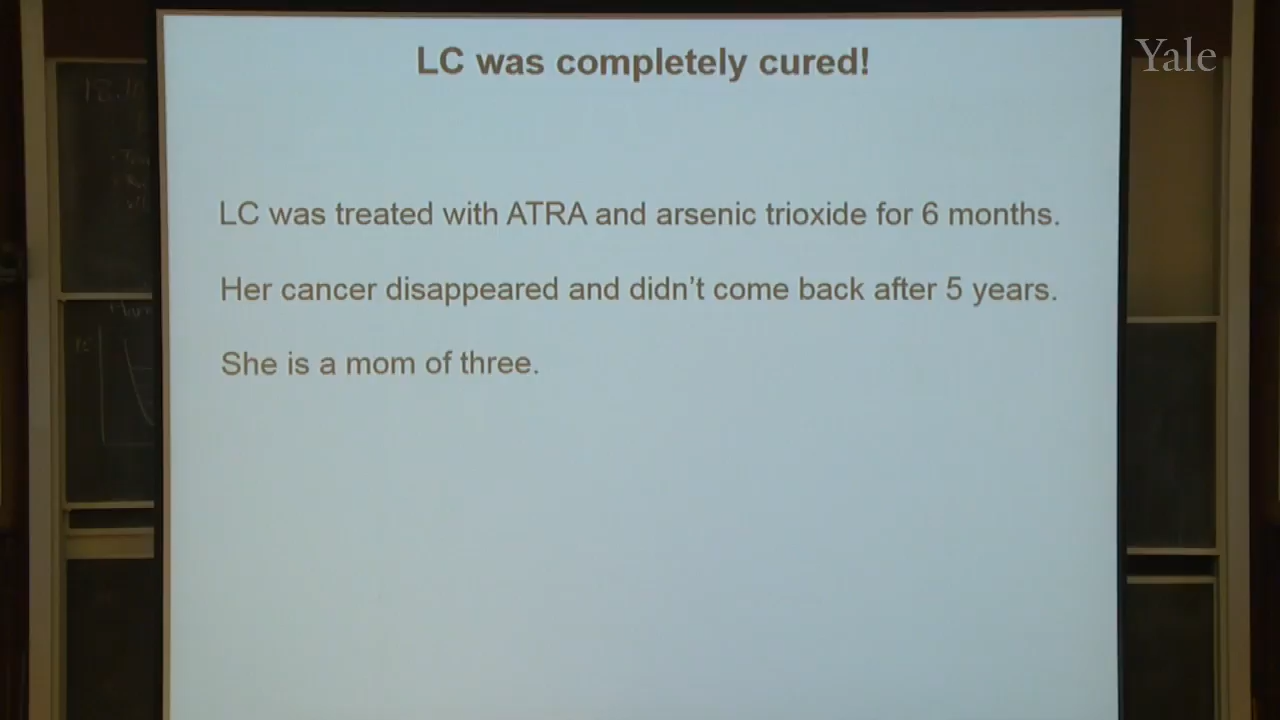 LC was completely cured!
Yale
LC was treated with ATRA and arsenic trioxide for 6 months.
Her cancer disappeared and didn't come back after 5 years.
She is a mom of three.